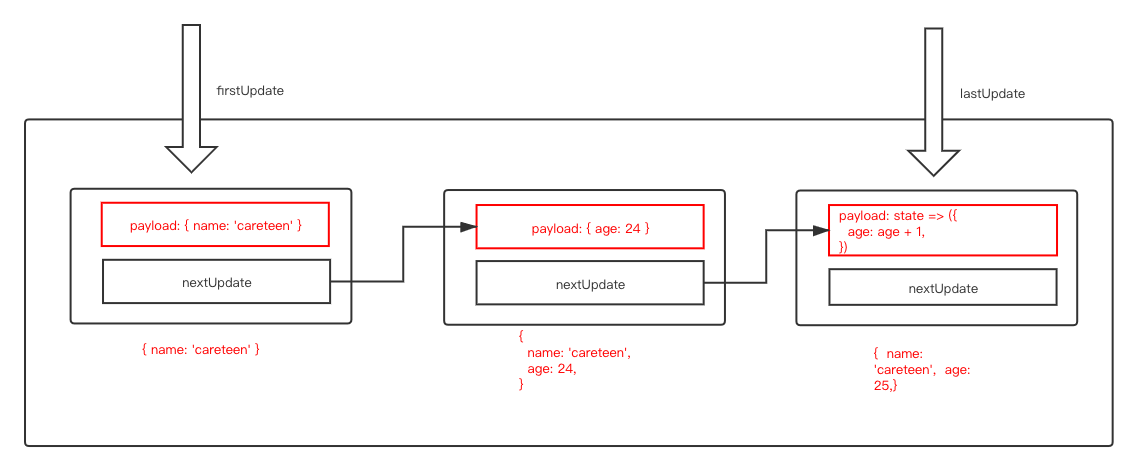 firstUpdate
lastUpdate
payload: { name: 'careteen' }
nextUpdate
{ name: 'careteen' }
payload: { age: 24 }
nextUpdate
{
name: 'careteen',
age: 24,
}
payload: state => ({
age: age + 1,
})
nextUpdate
{ name:
'careteen', age:
25,}